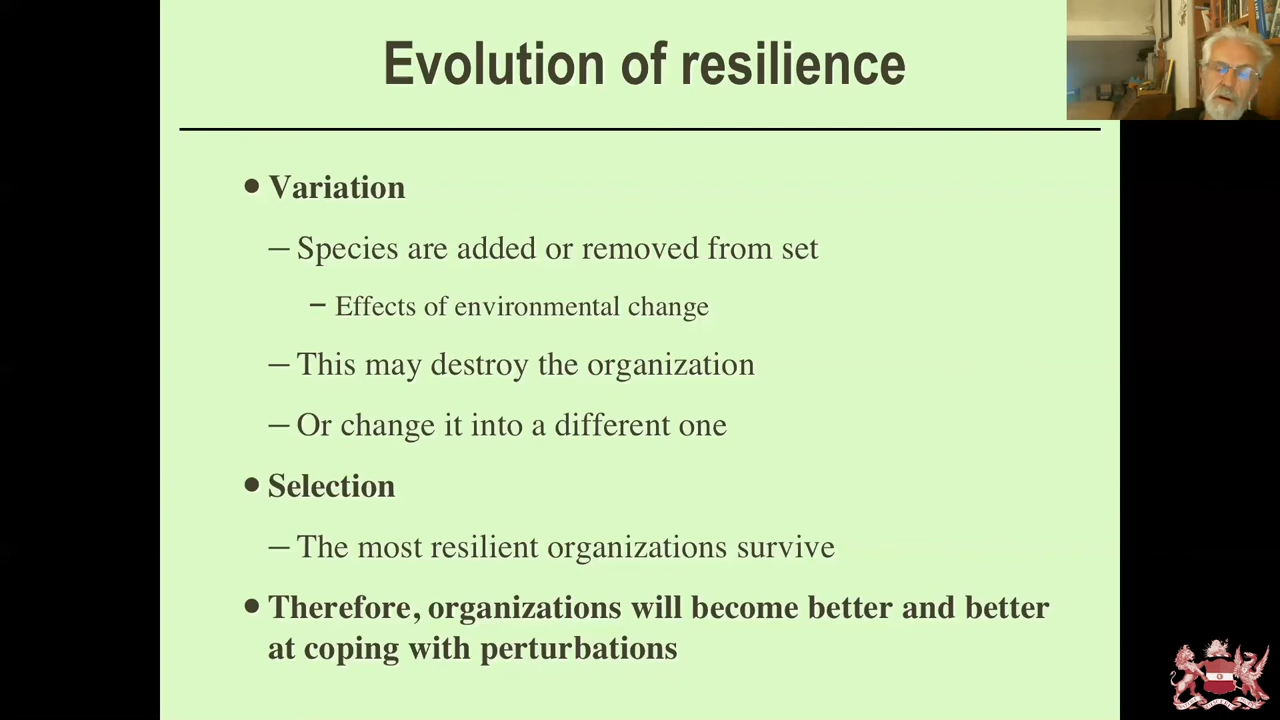 Evolution of resilience
• Variation
– Species are added or removed from set
– Effects of environmental change
– This may destroy the organization
– Or change it into a different one
• Selection
– The most resilient organizations survive
• Therefore, organizations will become better and better
at coping with perturbations